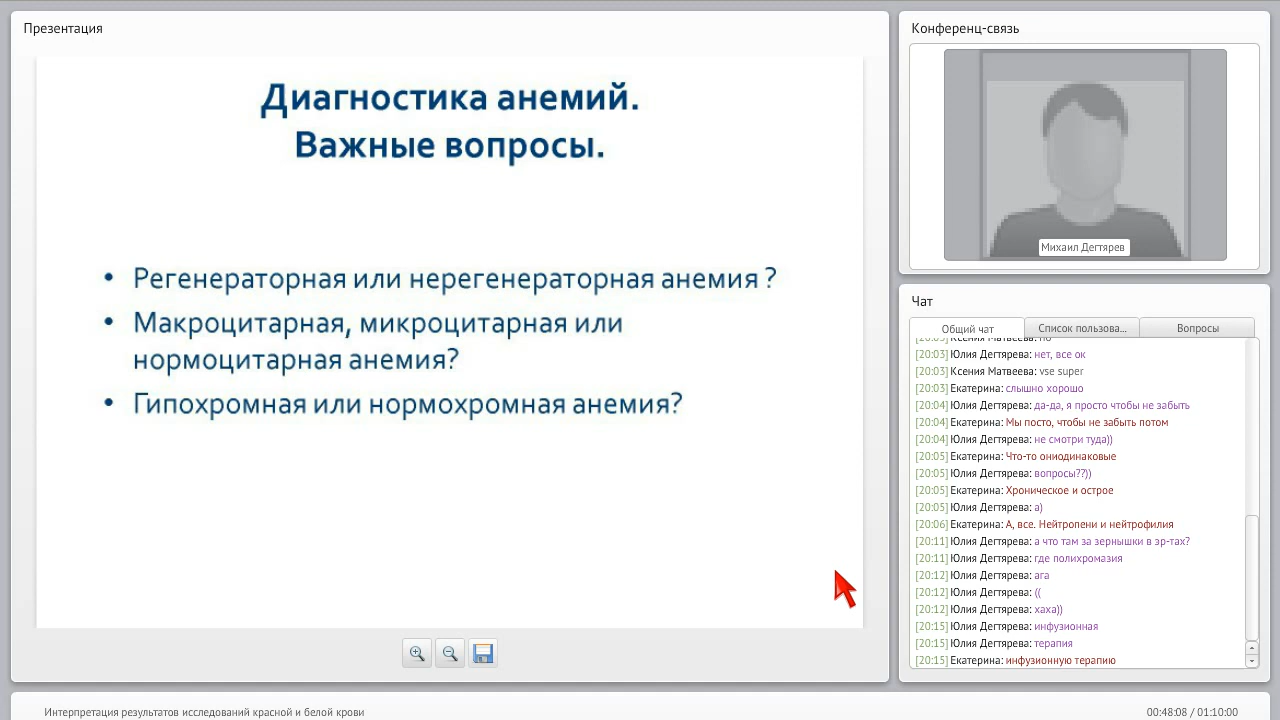 Презентация
Диагностика анемий.
Важные вопросы.
• Регенераторная или нерегенераторная анемия ?
• Макроцитарная, микроцитарная или
нормоцитарная анемия?
• Гипохромная или нормохромная анемия?
Конференц-связь
Михаил Дегтярев
Чат
Общий чат
Список пользова...
Вопросы
[20:03] Ксения Матвеева: no
[20:03] Юлия Дегтярева: нет, все ок
[20:03] Ксения Матвеева: vse super
[20:03] Екатерина: слышно хорошо
[20:04] Юлия Дегтярева: да-да, я просто чтобы не забыть
[20:04] Екатерина: Мы посто, чтобы не забыть потом
[20:04] Юлия Дегтярева: не смотри туда))
[20:05] Екатерина: Что-то ониодинаковые
[20:05] Юлия Дегтярева: вопросы??))
[20:05] Екатерина: Хроническое и острое
[20:05] Юлия Дегтярева: а)
[20:06] Екатерина: А, все. Нейтропени и нейтрофилия
[20:11] Юлия Дегтярева: а что там за зернышки в эр-тах?
[20:11] Юлия Дегтярева: где полихромазия
[20:12] Юлия Дегтярева: ага
[20:12] Юлия Дегтярева: ((
[20:12] Юлия Дегтярева: хаха))
[20:15] Юлия Дегтярева: инфузионная
[20:15] Юлия Дегтярева: терапия
[20:15] Екатерина: инфузионную терапию
Интерпретация результатов исследований красной и белой крови
00:48:08 / 01:10:00